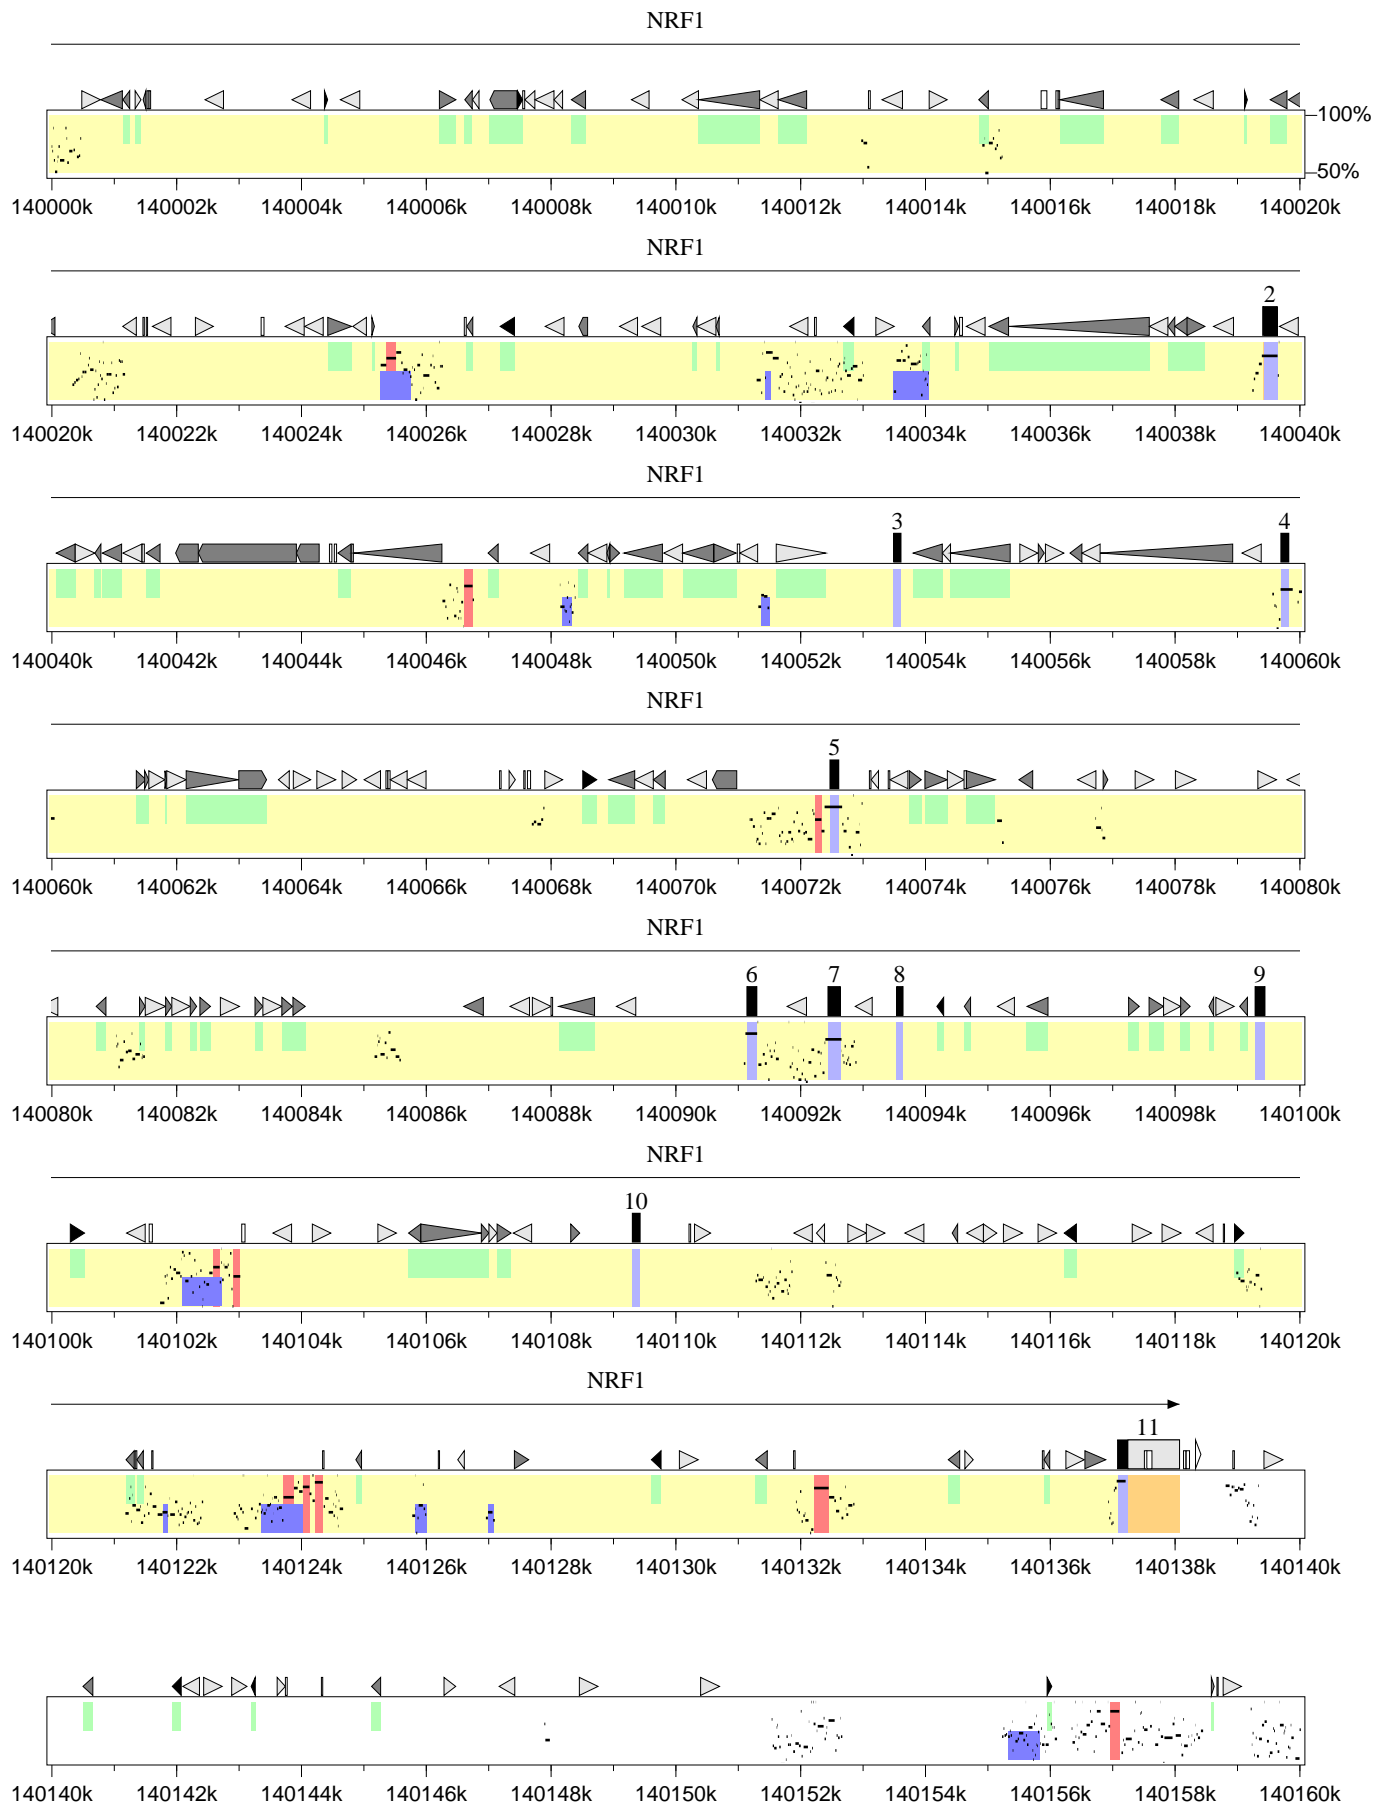 NRF1
100%
50%
140000k 140002k 140004k 140006k 140008k 140010k 140012k 140014k 140016k 140018k 140020k
NRF1
2
140020k 140022k 140024k 140026k 140028k 140030k 140032k 140034k 140036k 140038k 140040k
NRF1
3 4
140040k 140042k 140044k 140046k 140048k 140050k 140052k 140054k 140056k 140058k 140060k
NRF1
5
140060k 140062k 140064k 140066k 140068k 140070k 140072k 140074k 140076k 140078k 140080k
NRF1
6 7 8 9
140080k 140082k 140084k 140086k 140088k 140090k 140092k 140094k 140096k 140098k 140100k
NRF1
10
140100k 140102k 140104k 140106k 140108k 140110k 140112k 140114k 140116k 140118k 140120k
NRF1
11
140120k 140122k 140124k 140126k 140128k 140130k 140132k 140134k 140136k 140138k 140140k
140140k 140142k 140144k 140146k 140148k 140150k 140152k 140154k 140156k 140158k 140160k